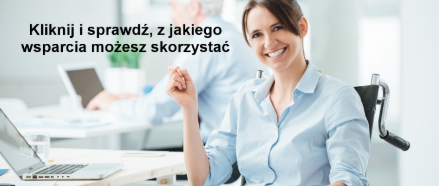 Kliknij i sprawdź, z jakiego
wsparcia możesz skorzystać